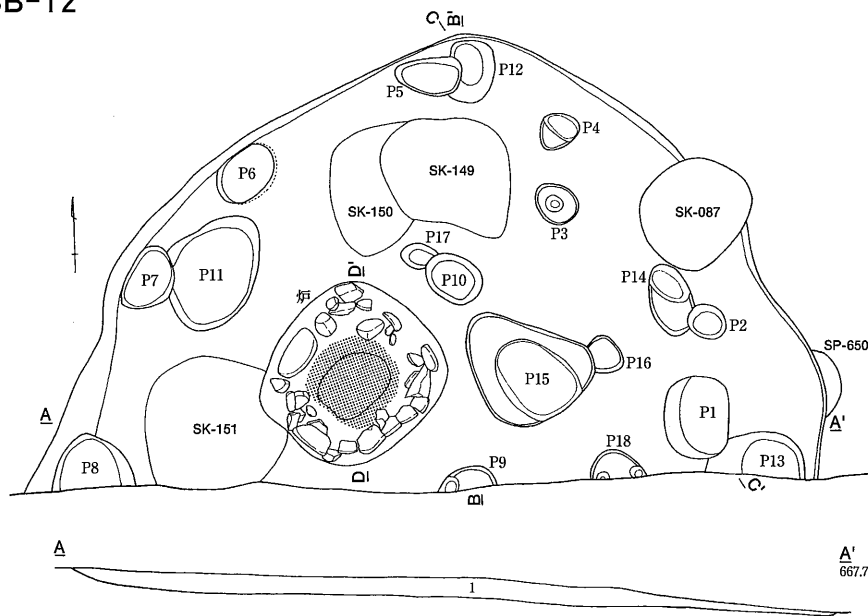 SB-12
C B'
P5
P12
P4
P6
SK-149
SK-150
SK-087
P3
P17
P7
P11
P10
P14
D'
炉
P2
SP-650
P16
P15
A
SK-151
P1
A'
P8
P9
P18
P13
D
B
C'
A
A'
667.7
1